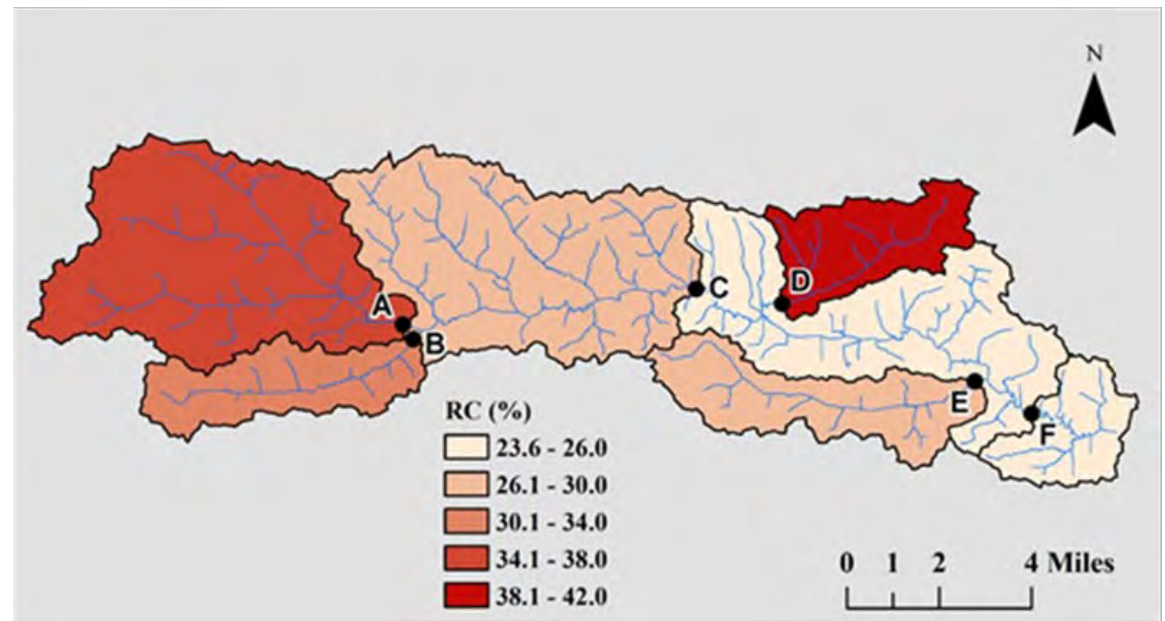 N
A
B
C
D
E
F
RC (%)
23.6 - 26.0
26.1 - 30.0
30.1 - 34.0
34.1 - 38.0
38.1 - 42.0
0 1 2 4 Miles